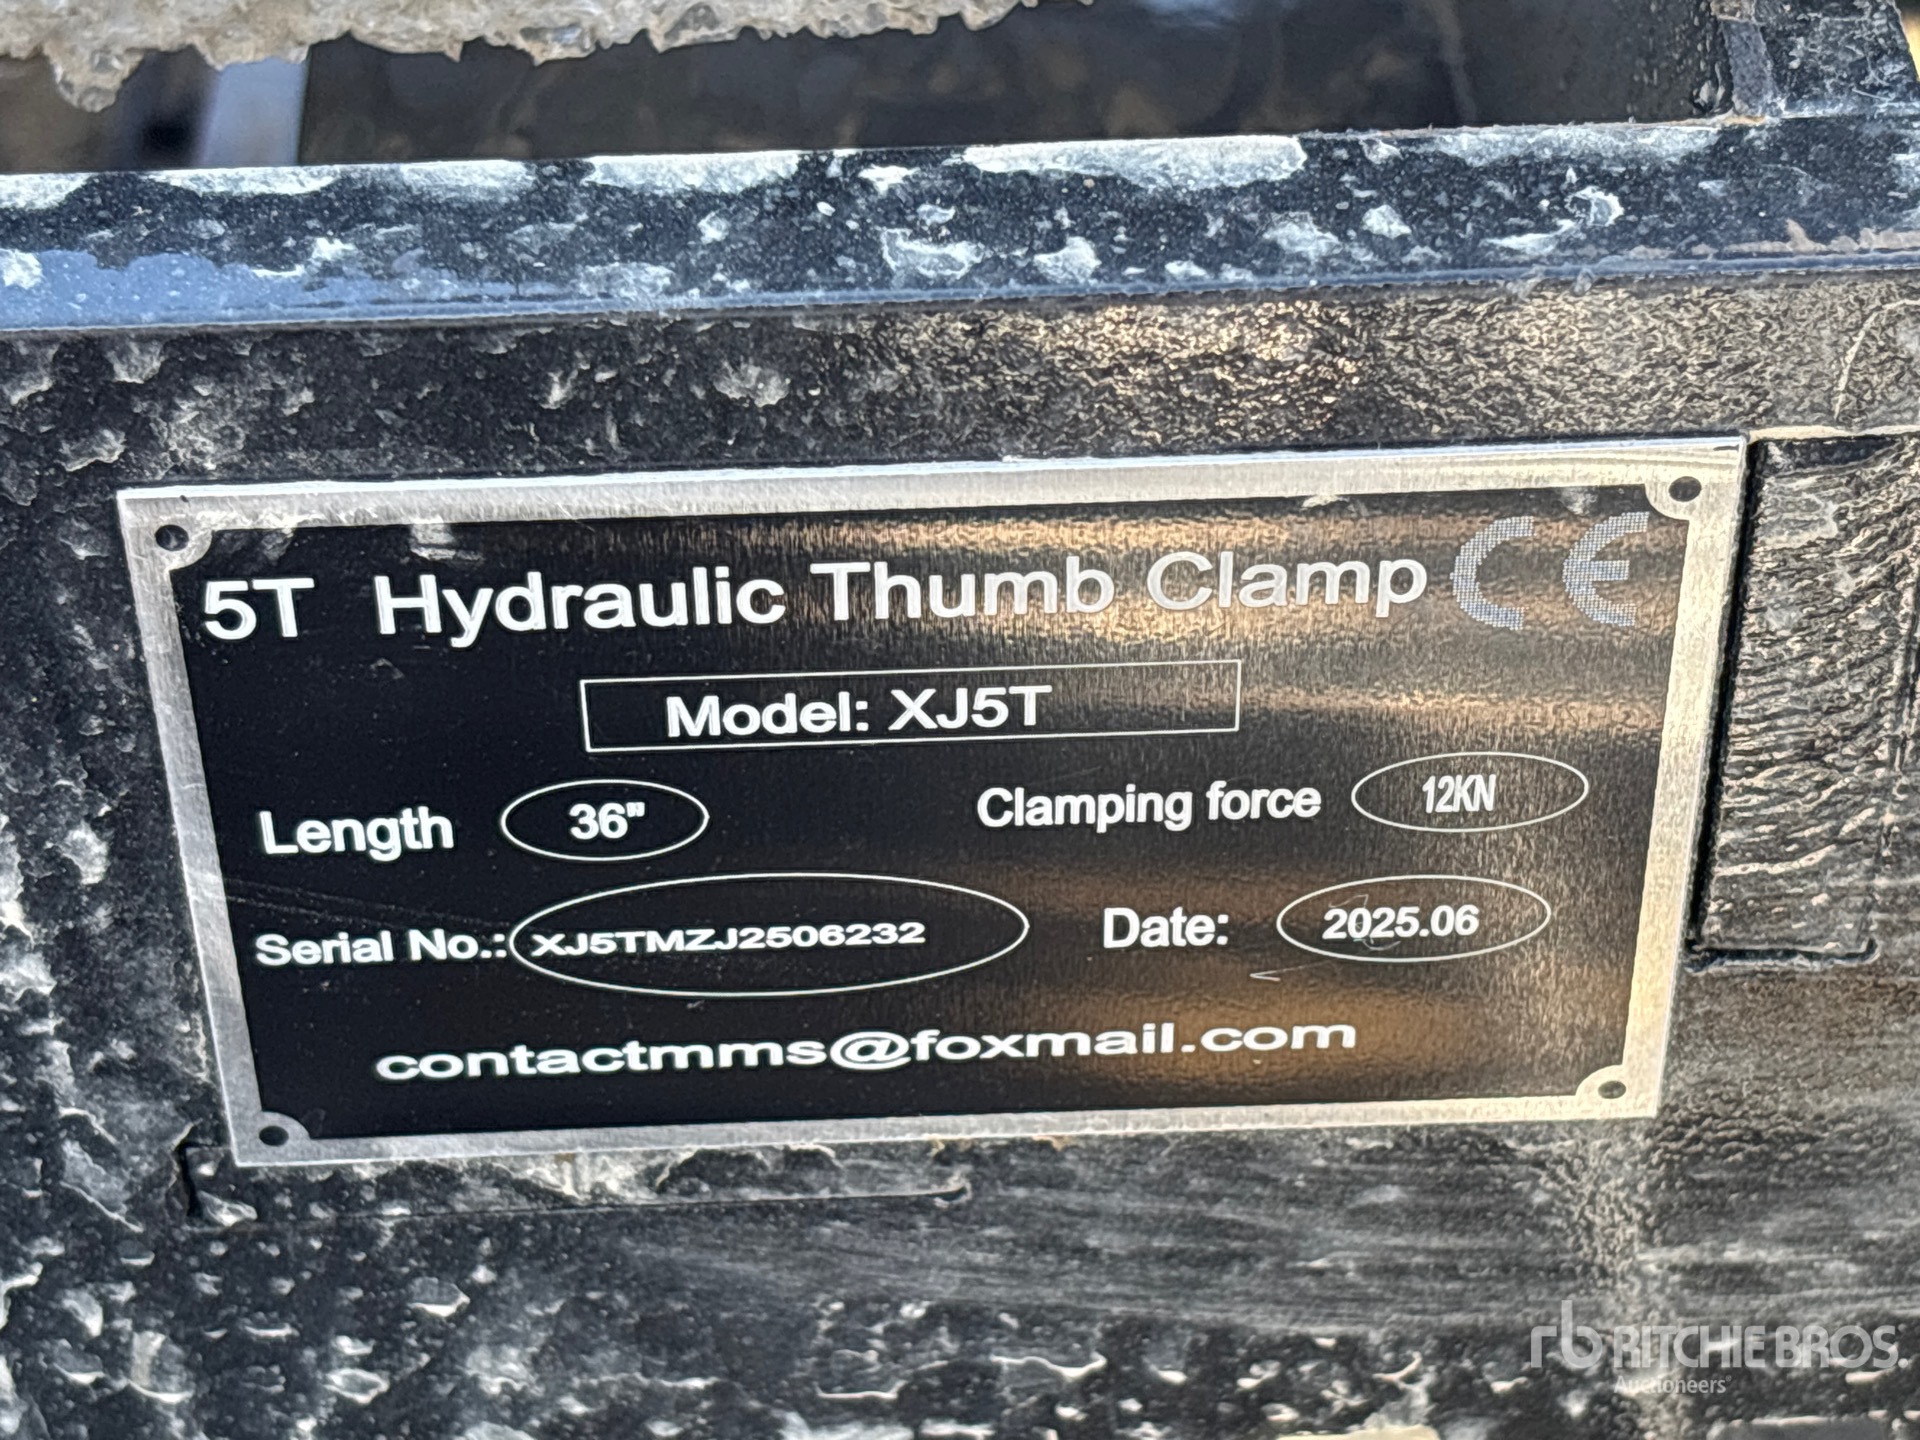 5T Hydraulic Thumb Clamp CE
Model: XJ5T
Length 36" Clamping force 12KN
Serial No.: XJ5TMZJ2506232 Date: 2025.06
contactmms@foxmail.com
rb RITCHIE BROS.
Auctioneers